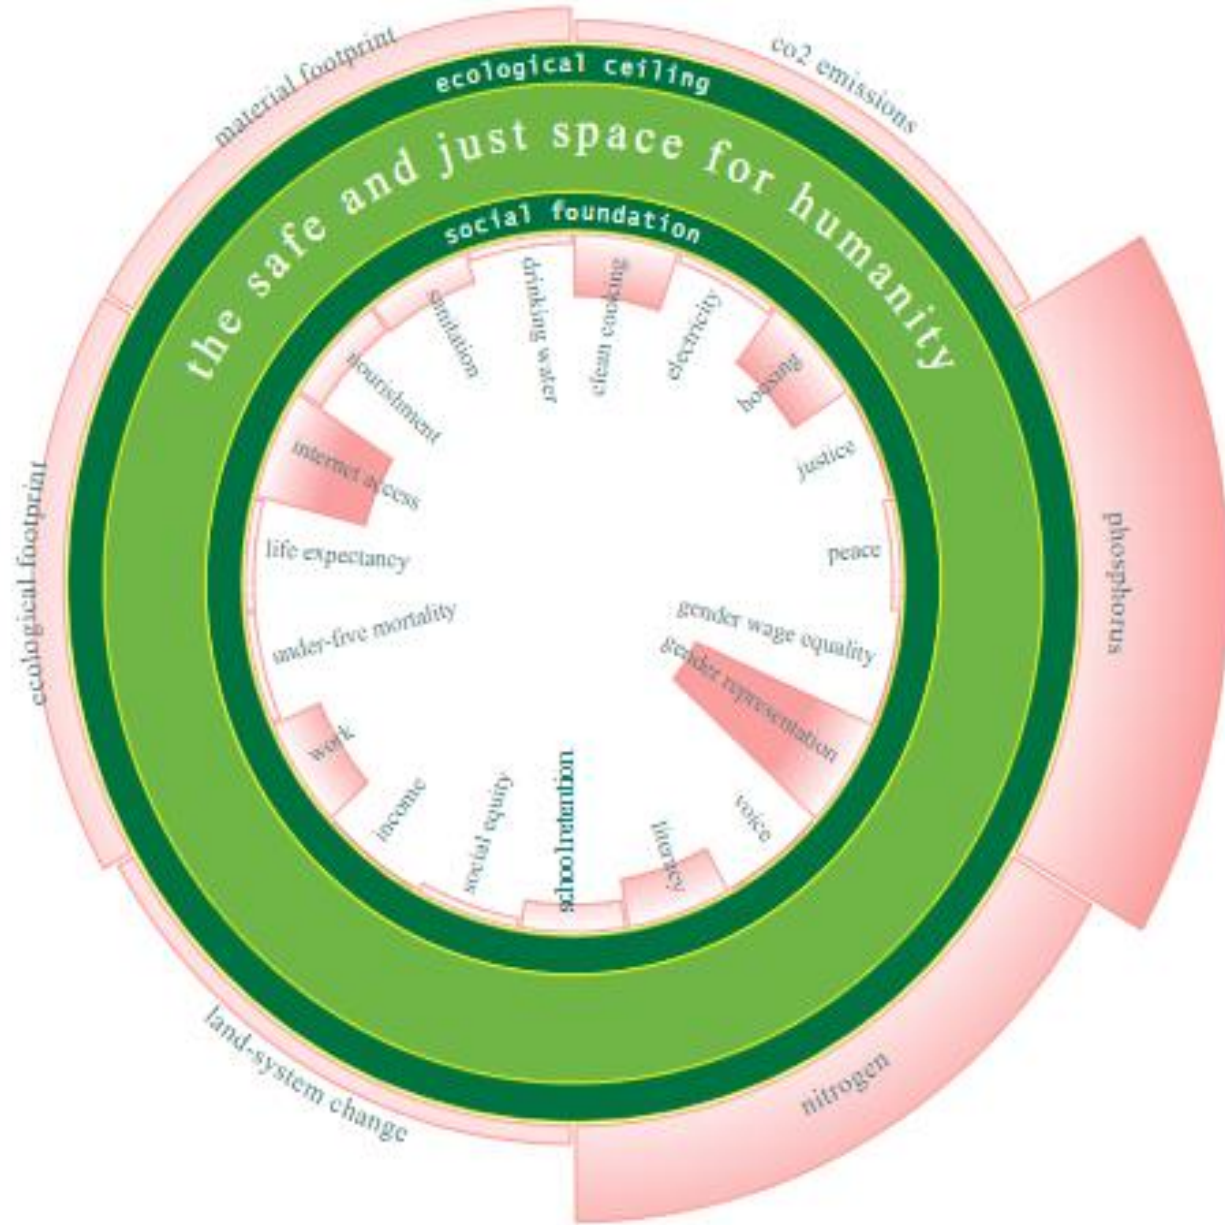 material footprint
co2 emissions
ecological ceiling
the safe and just space for humanity
social foundation
drinking water
clean cooking
sanitation
electricity
nourishment
housing
internet access
justice
life expectancy
peace
ecological footprint
phosphorus
under-five mortality
gender wage equality
gender representation
work
income
social equity
school retention
literacy
voice
land-system change
nitrogen